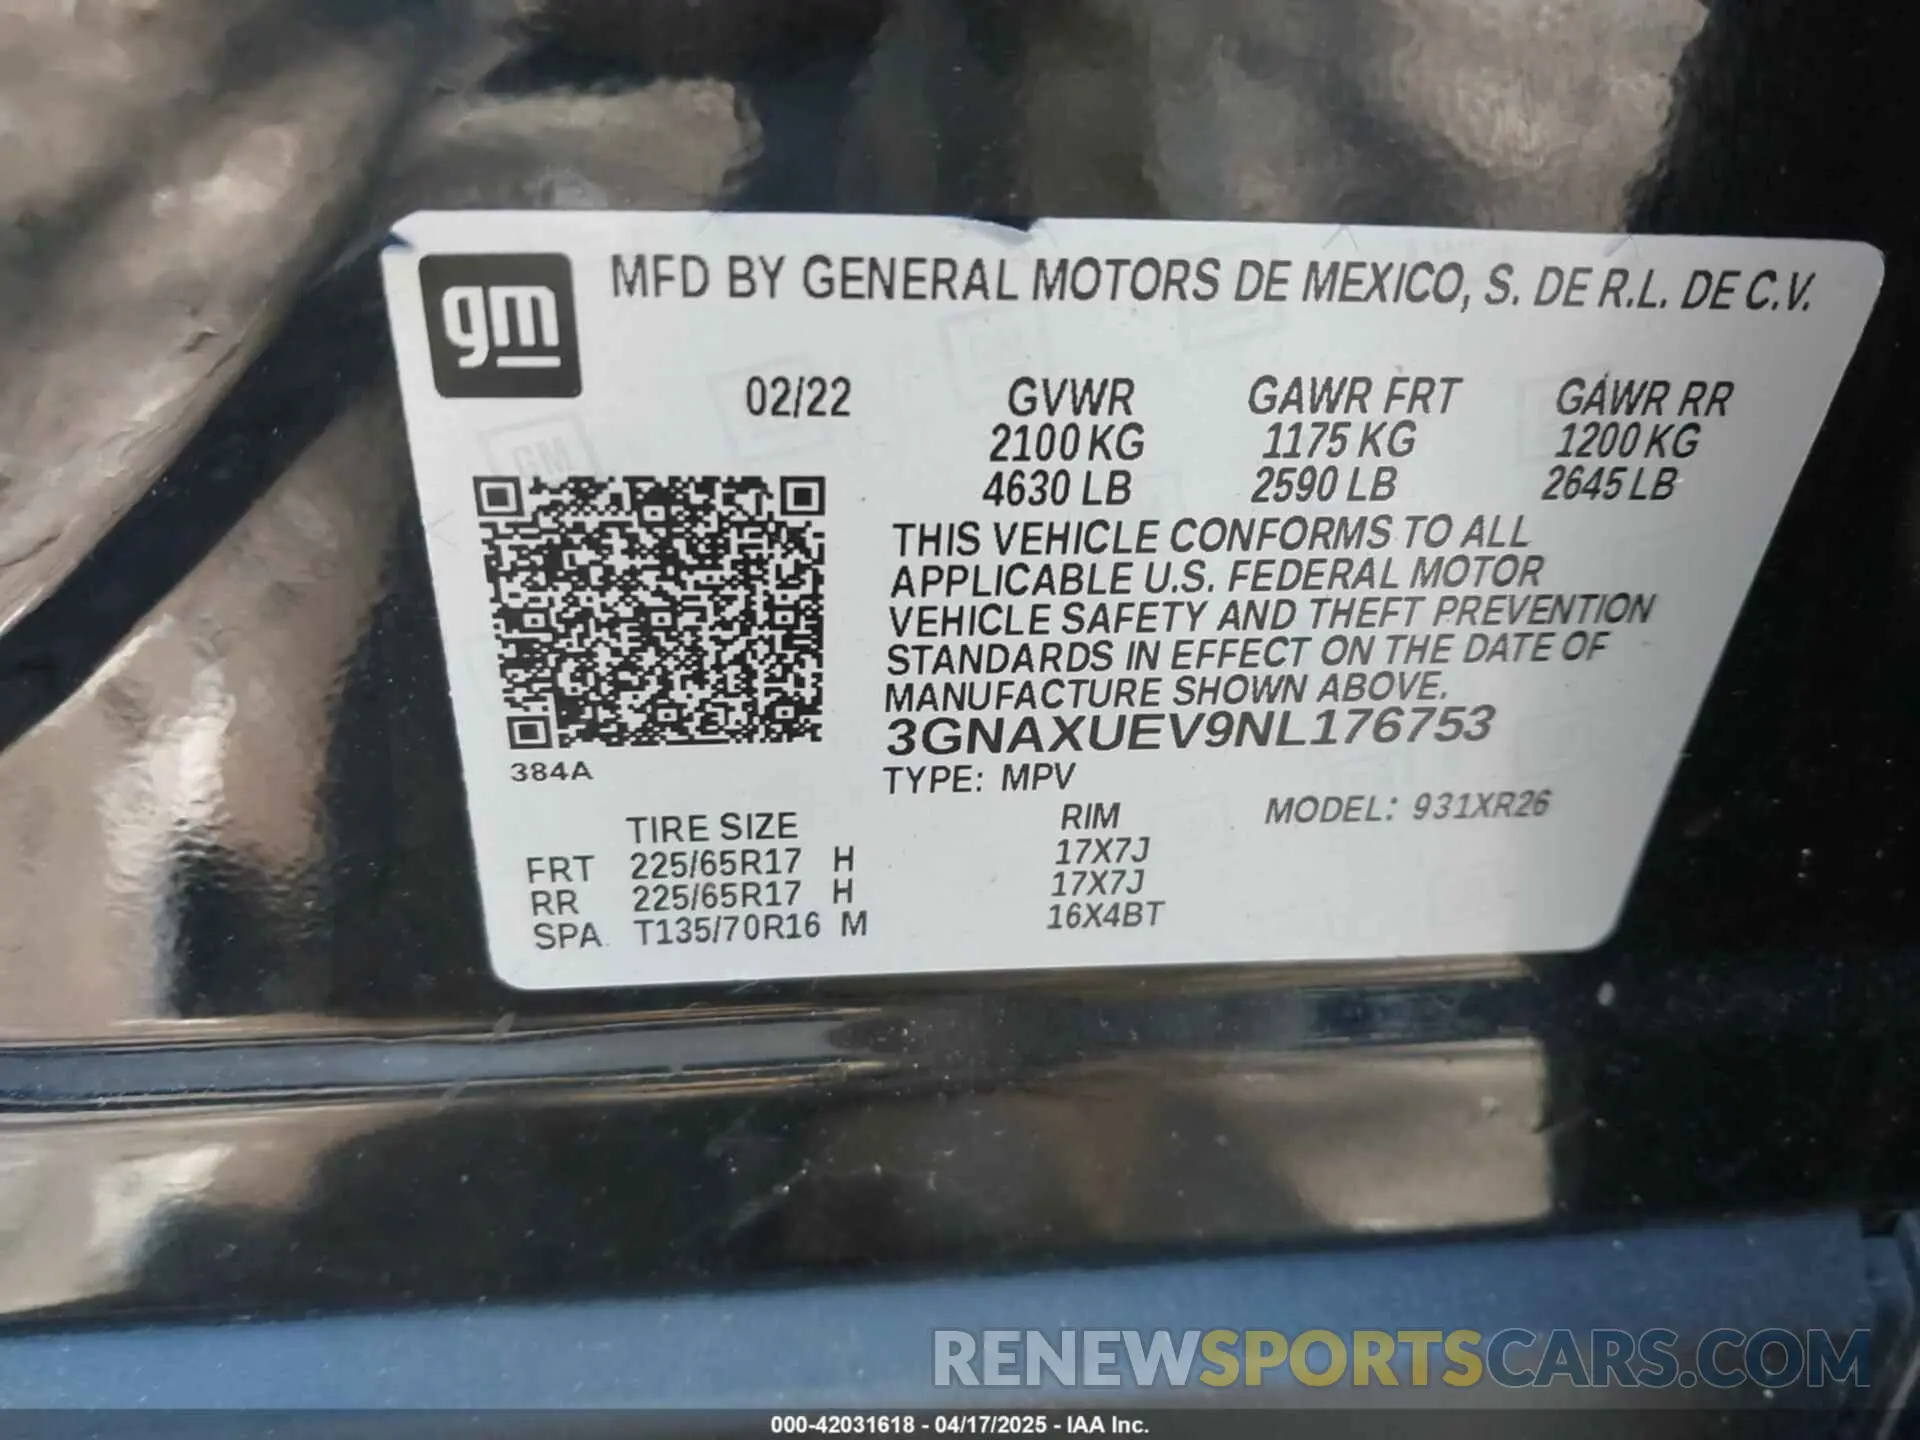 gm
MFD BY GENERAL MOTORS DE MEXICO, S. DE R.L. DE C.V.
02/22 GVWR GAWR FRT GAWR RR
2100 KG 1175 KG 1200 KG
4630 LB 2590 LB 2645 LB
THIS VEHICLE CONFORMS TO ALL
APPLICABLE U.S. FEDERAL MOTOR
VEHICLE SAFETY AND THEFT PREVENTION
STANDARDS IN EFFECT ON THE DATE OF
MANUFACTURE SHOWN ABOVE.
3GNAXUEV9NL176753
384A
TYPE: MPV
TIRE SIZE RIM MODEL: 931XR26
FRT 225/65R17 H 17X7J
RR 225/65R17 H 17X7J
SPA T135/70R16 M 16X4BT
RENEWSPORTSCARS.COM
000-42031618 - 04/17/2025 - IAA Inc.